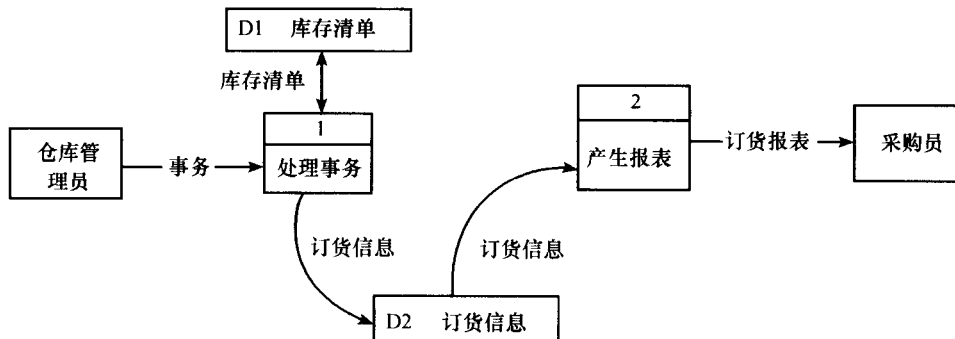 D1 库存清单
库存清单
1
2
仓库管
理员
事务
处理事务
产生报表
订货报表
采购员
订货信息
订货信息
D2 订货信息